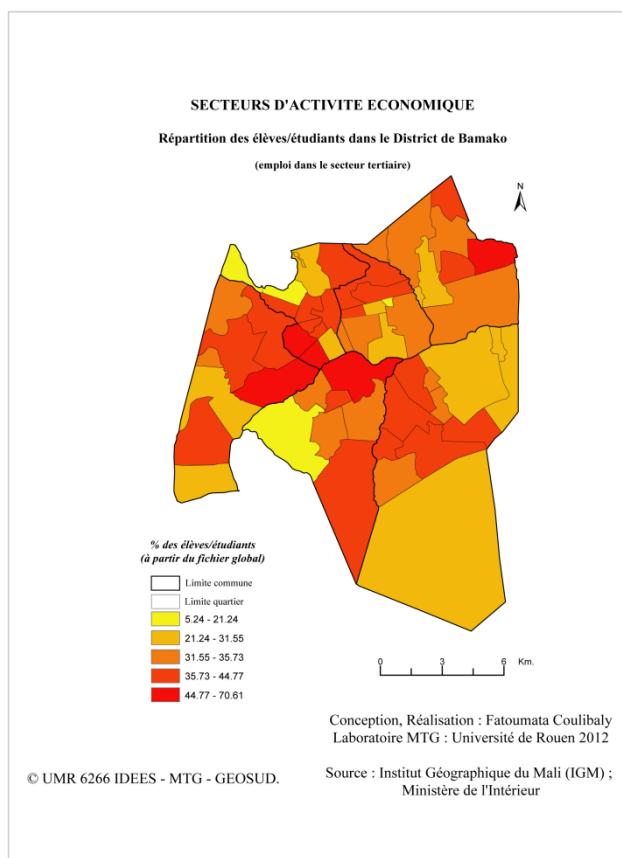 SECTEURS D'ACTIVITE ECONOMIQUE
Répartition des élèves/étudiants dans le District de Bamako
(emploi dans le secteur tertiaire)
N
% des élèves/étudiants
(à partir du fichier global)
Limite commune
Limite quartier
5.24 - 21.24
21.24 - 31.55
31.55 - 35.73
35.73 - 44.77
44.77 - 70.61
0 3 6 Km.
Conception, Réalisation : Fatoumata Coulibaly
Laboratoire MTG : Université de Rouen 2012
© UMR 6266 IDEES - MTG - GEOSUD.
Source : Institut Géographique du Mali (IGM) ;
Ministère de l'Intérieur